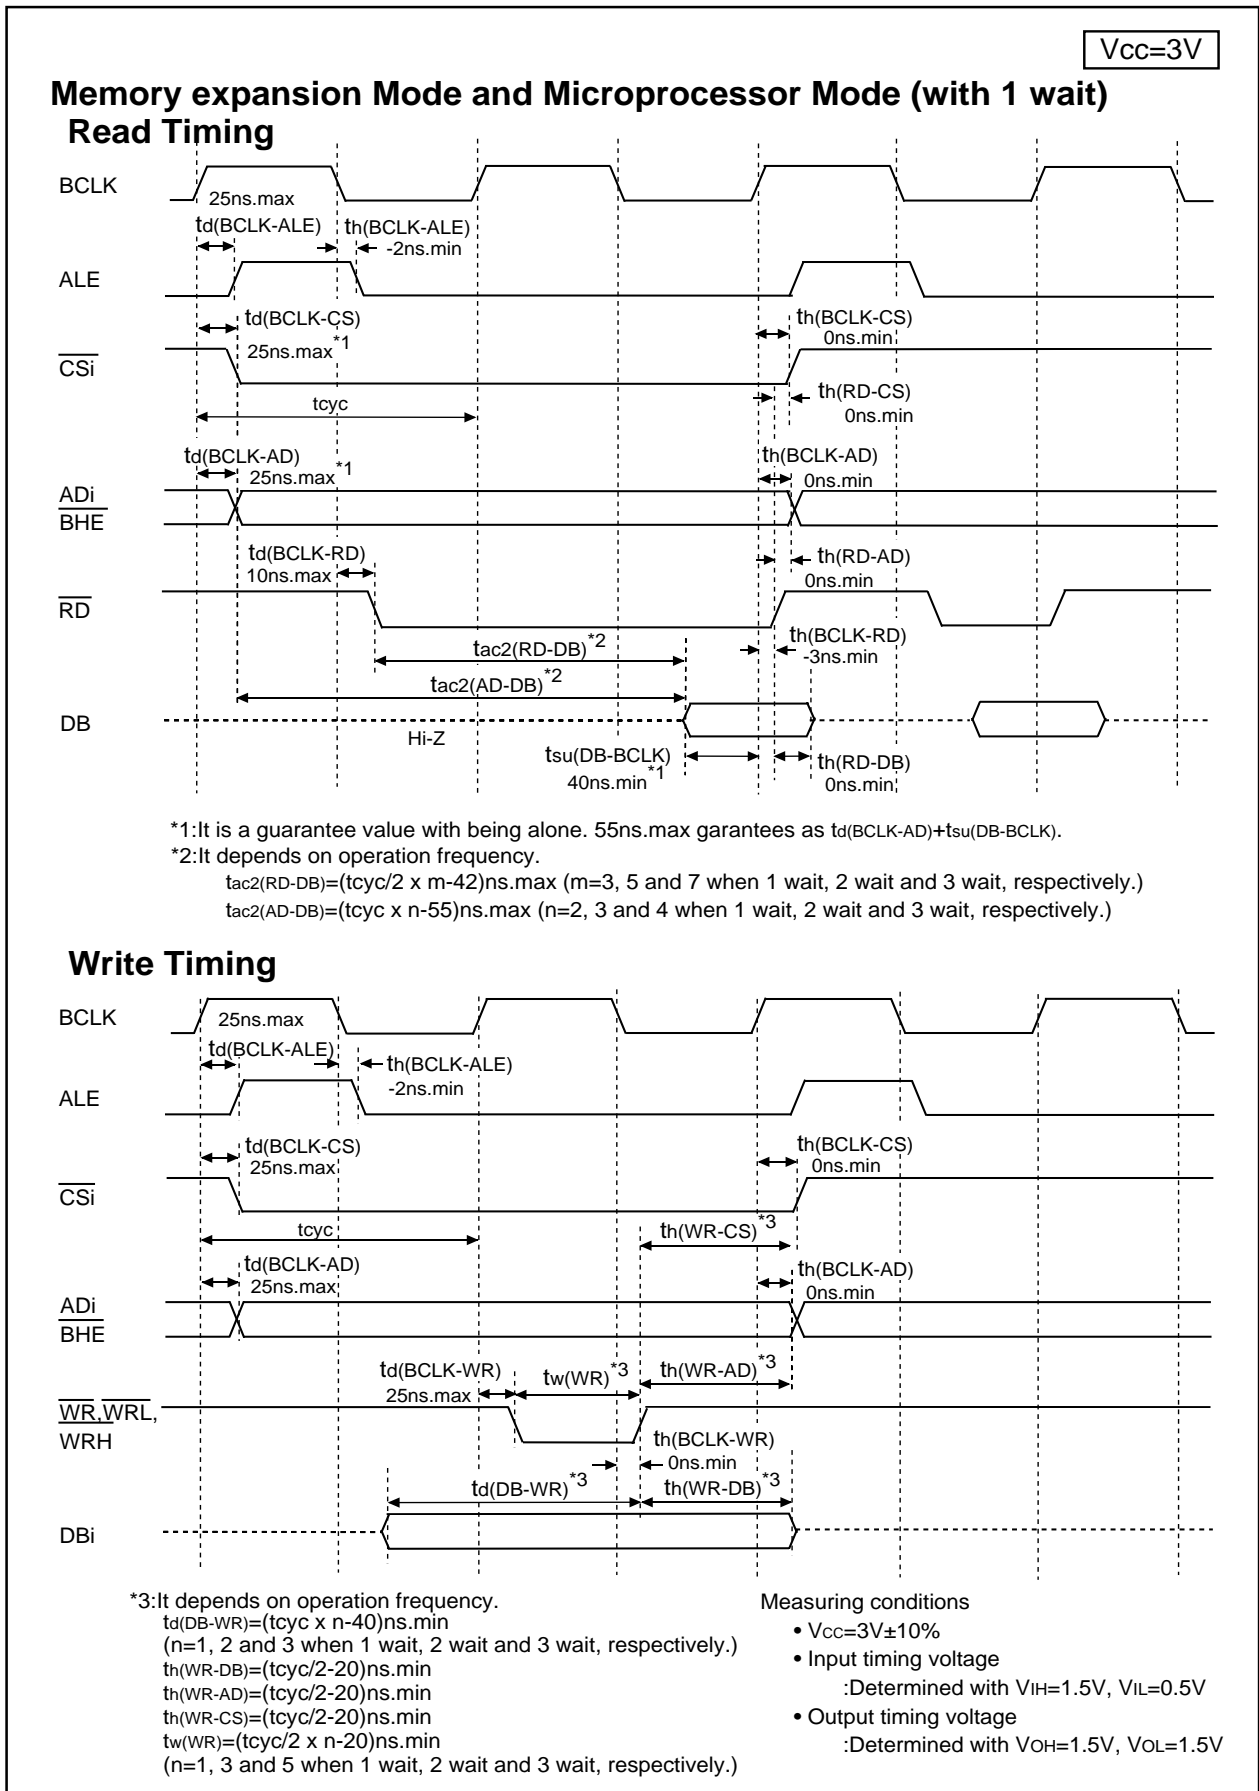 Vcc=3V
Memory expansion Mode and Microprocessor Mode (with 1 wait)
Read Timing
BCLK
25ns.max
td(BCLK-ALE)
th(BCLK-ALE)
-2ns.min
ALE
td(BCLK-CS)
25ns.max*1
th(BCLK-CS)
0ns.min
CSi
tcyc
th(RD-CS)
0ns.min
td(BCLK-AD)
25ns.max*1
th(BCLK-AD)
0ns.min
ADi
BHE
td(BCLK-RD)
10ns.max
th(RD-AD)
0ns.min
RD
tac2(RD-DB)*2
th(BCLK-RD)
-3ns.min
tac2(AD-DB)*2
DB
Hi-Z
tsu(DB-BCLK)
40ns.min*1
th(RD-DB)
0ns.min
*1:It is a guarantee value with being alone. 55ns.max garantees as td(BCLK-AD)+tsu(DB-BCLK).
*2:It depends on operation frequency.
tac2(RD-DB)=(tcyc/2 x m-42)ns.max (m=3, 5 and 7 when 1 wait, 2 wait and 3 wait, respectively.)
tac2(AD-DB)=(tcyc x n-55)ns.max (n=2, 3 and 4 when 1 wait, 2 wait and 3 wait, respectively.)
Write Timing
BCLK
25ns.max
td(BCLK-ALE)
th(BCLK-ALE)
-2ns.min
ALE
td(BCLK-CS)
25ns.max
th(BCLK-CS)
0ns.min
CSi
tcyc
th(WR-CS)*3
td(BCLK-AD)
25ns.max
th(BCLK-AD)
0ns.min
ADi
BHE
td(BCLK-WR)
25ns.max
tw(WR)*3
th(WR-AD)*3
WR,WRL,
WRH
th(BCLK-WR)
0ns.min
td(DB-WR)*3
th(WR-DB)*3
DBi
*3:It depends on operation frequency.
td(DB-WR)=(tcyc x n-40)ns.min
(n=1, 2 and 3 when 1 wait, 2 wait and 3 wait, respectively.)
th(WR-DB)=(tcyc/2-20)ns.min
th(WR-AD)=(tcyc/2-20)ns.min
th(WR-CS)=(tcyc/2-20)ns.min
tw(WR)=(tcyc/2 x n-20)ns.min
(n=1, 3 and 5 when 1 wait, 2 wait and 3 wait, respectively.)
Measuring conditions
• VCC=3V±10%
• Input timing voltage
:Determined with VIH=1.5V, VIL=0.5V
• Output timing voltage
:Determined with VOH=1.5V, VOL=1.5V